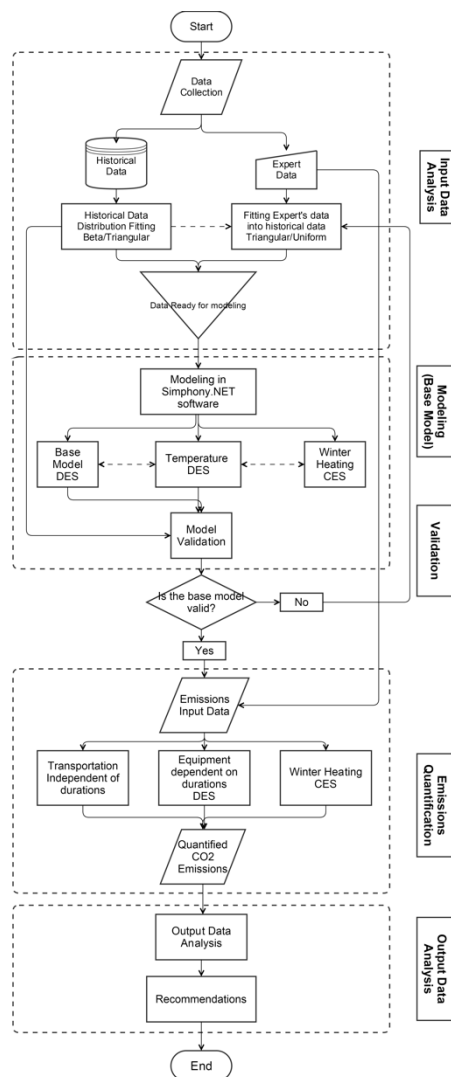 Start
Data
Collection
Historical
Data
Expert
Data
Historical Data
Distribution Fitting
Beta/Triangular
Fitting Expert's data
into historical data
Triangular/Uniform
Data Ready for modeling
Input Data
Analysis
Modeling in
Simphony.NET
software
Base
Model
DES
Temperature
DES
Winter
Heating
CES
Modeling
(Base Model)
Model
Validation
Validation
Is the base model
valid?
No
Yes
Emissions
Input Data
Transportation
Independent of
durations
Equipment
dependent on
durations
DES
Winter Heating
CES
Emissions
Quantification
Quantified
CO2
Emissions
Output Data
Analysis
Recommendations
Output Data
Analysis
End